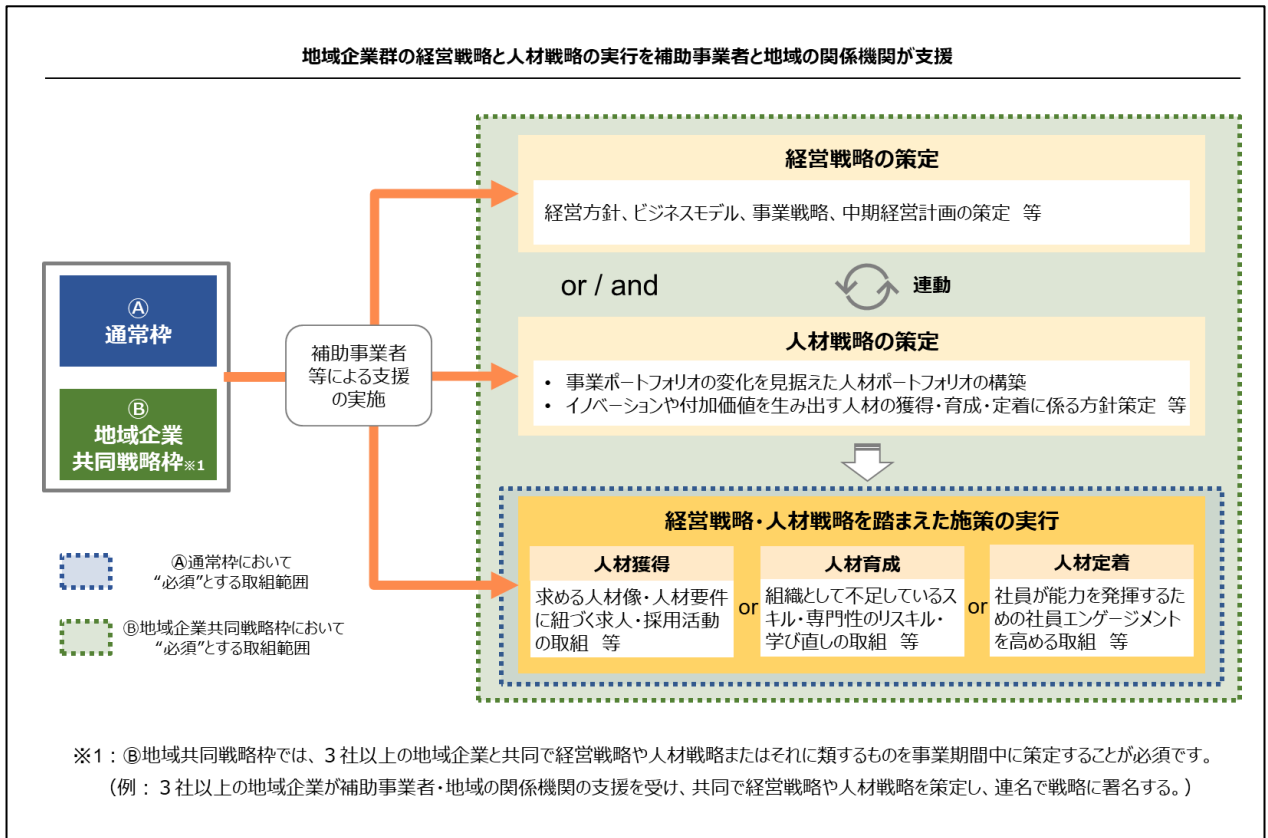 地域企業群の経営戦略と人材戦略の実行を補助事業者と地域の関係機関が支援
Ⓐ
通常枠
Ⓑ
地域企業
共同戦略枠※1
補助事業者
等による支援
の実施
経営戦略の策定
経営方針、ビジネスモデル、事業戦略、中期経営計画の策定 等
or / and
連動
人材戦略の策定
• 事業ポートフォリオの変化を見据えた人材ポートフォリオの構築
• イノベーションや付加価値を生み出す人材の獲得・育成・定着に係る方針策定 等
経営戦略・人材戦略を踏まえた施策の実行
人材獲得
求める人材像・人材要件
に紐づく求人・採用活動
の取組 等
or
人材育成
組織として不足しているス
キル・専門性のリスキル・
学び直しの取組 等
or
人材定着
社員が能力を発揮するた
めの社員エンゲージメント
を高める取組 等
Ⓐ通常枠において
“必須”とする取組範囲
Ⓑ地域企業共同戦略枠において
“必須”とする取組範囲
※1：Ⓑ地域共同戦略枠では、3社以上の地域企業と共同で経営戦略や人材戦略またはそれに類するものを事業期間中に策定することが必須です。
(例：3社以上の地域企業が補助事業者・地域の関係機関の支援を受け、共同で経営戦略や人材戦略を策定し、連名で戦略に署名する。)